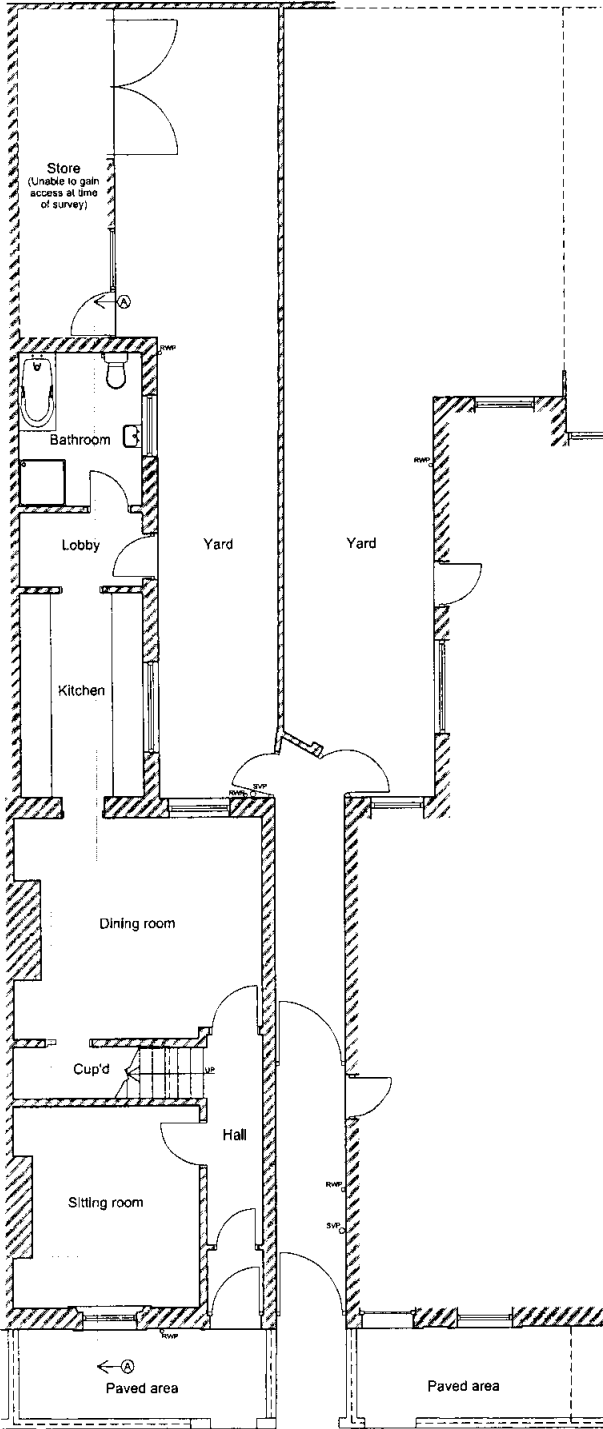 Store
(Unable to gain
access at time
of survey)
A
RWP
Bathroom
RWP
Lobby
Yard
Yard
Kitchen
SVP
RWP
Dining room
Cup'd
UP
Hall
RWP
Sitting room
SVP
RWP
A
Paved area
Paved area